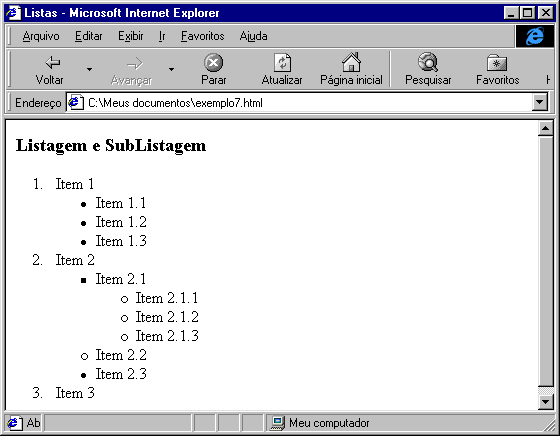 Listas - Microsoft Internet Explorer
Arquivo Editar Exibir Ir Favoritos Ajuda
Voltar Avançar Parar Atualizar Página inicial Pesquisar Favoritos H
Endereço C:\Meus documentos\exemplo7.html
Listagem e SubListagem
1. Item 1
Item 1.1
Item 1.2
Item 1.3
2. Item 2
Item 2.1
Item 2.1.1
Item 2.1.2
Item 2.1.3
Item 2.2
Item 2.3
3. Item 3
Ab Meu computador